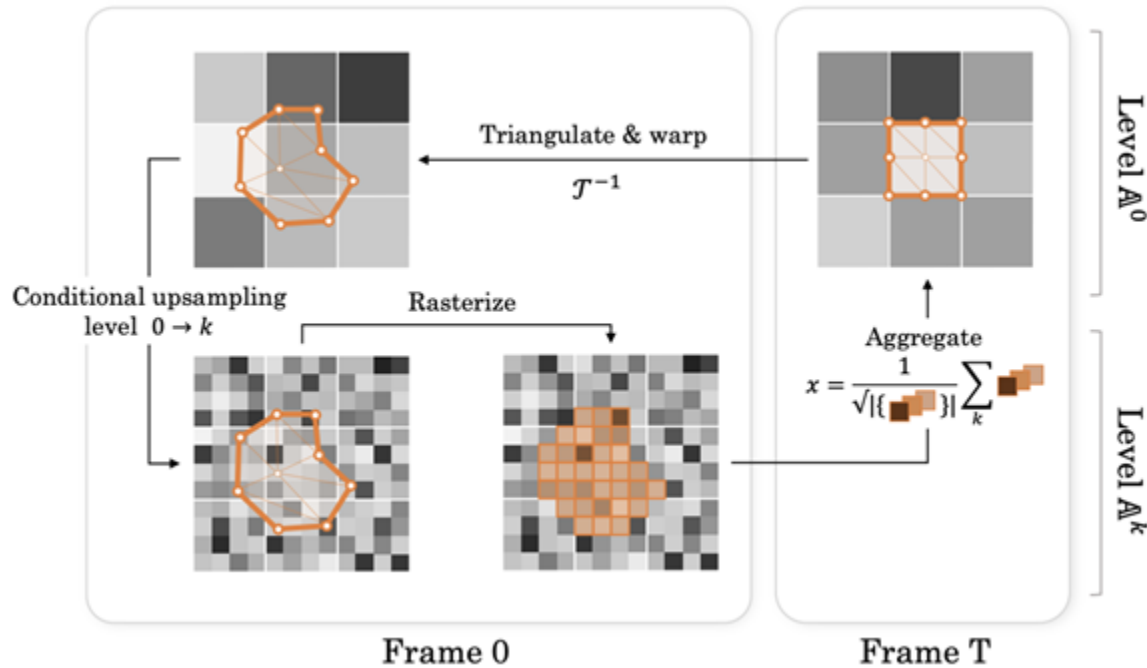 Triangulate & warp
𝒯⁻¹
Level 𝔸⁰
Conditional upsampling
level 0 → k
Rasterize
Aggregate
x = 1/√|{ }| ∑ₖ
Level 𝔸ᵏ
Frame 0
Frame T